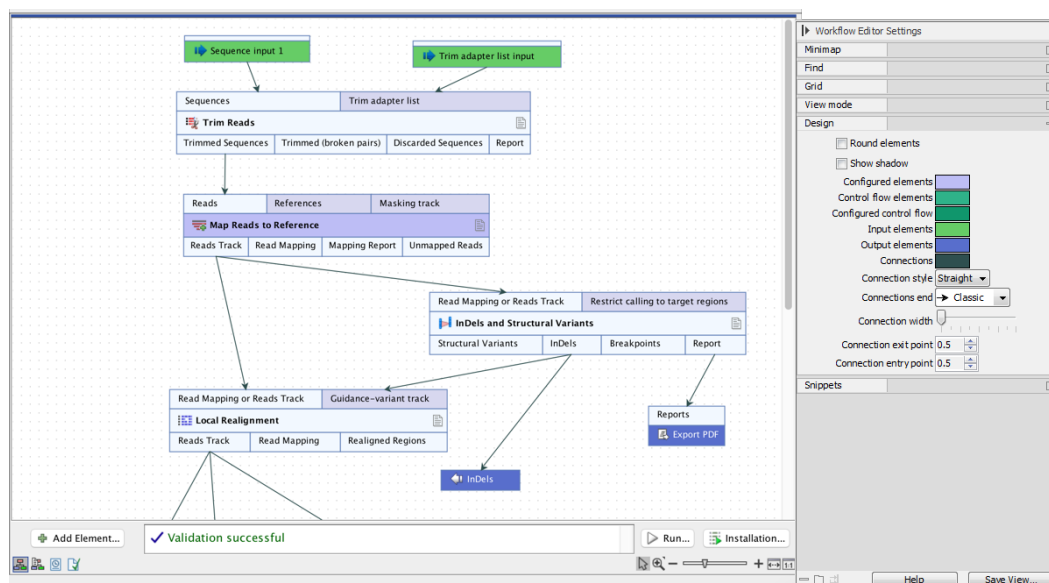 Sequence input 1
Trim adapter list input
Sequences Trim adapter list
Trim Reads
Trimmed Sequences Trimmed (broken pairs) Discarded Sequences Report
Reads References Masking track
Map Reads to Reference
Reads Track Read Mapping Mapping Report Unmapped Reads
Read Mapping or Reads Track Restrict calling to target regions
InDels and Structural Variants
Structural Variants InDels Breakpoints Report
Read Mapping or Reads Track Guidance-variant track
Local Realignment
Reads Track Read Mapping Realigned Regions
Reports
Export PDF
InDels
Add Element...
Validation successful
Run...
Installation...
1:1
Workflow Editor Settings
Minimap
Find
Grid
View mode
Design
Round elements
Show shadow
Configured elements
Control flow elements
Configured control flow
Input elements
Output elements
Connections
Connection style Straight
Connections end Classic
Connection width
Connection exit point 0.5
Connection entry point 0.5
Snippets
Help
Save View...